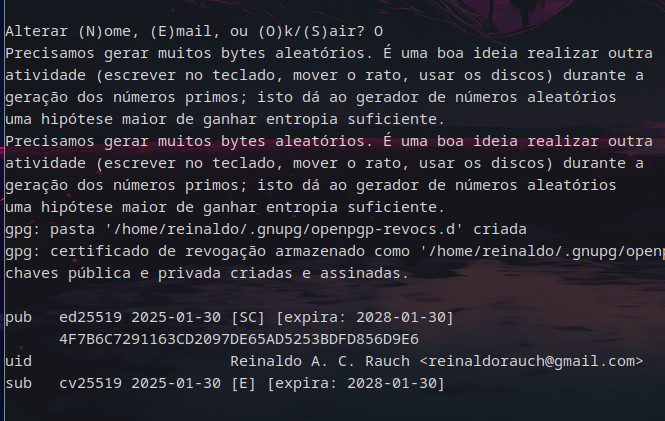 Alterar (N)ome, (E)mail, ou (O)k/(S)air? O
Precisamos gerar muitos bytes aleatórios. É uma boa ideia realizar outra
atividade (escrever no teclado, mover o rato, usar os discos) durante a
geração dos números primos; isto dá ao gerador de números aleatórios
uma hipótese maior de ganhar entropia suficiente.
Precisamos gerar muitos bytes aleatórios. É uma boa ideia realizar outra
atividade (escrever no teclado, mover o rato, usar os discos) durante a
geração dos números primos; isto dá ao gerador de números aleatórios
uma hipótese maior de ganhar entropia suficiente.
gpg: pasta '/home/reinaldo/.gnupg/openpgp-revocs.d' criada
gpg: certificado de revogação armazenado como '/home/reinaldo/.gnupg/openp
chaves pública e privada criadas e assinadas.
pub   ed25519 2025-01-30 [SC] [expira: 2028-01-30]
4F7B6C7291163CD2097DE65AD5253BDFD856D9E6
uid                      Reinaldo A. C. Rauch <reinaldorauch@gmail.com>
sub   cv25519 2025-01-30 [E] [expira: 2028-01-30]